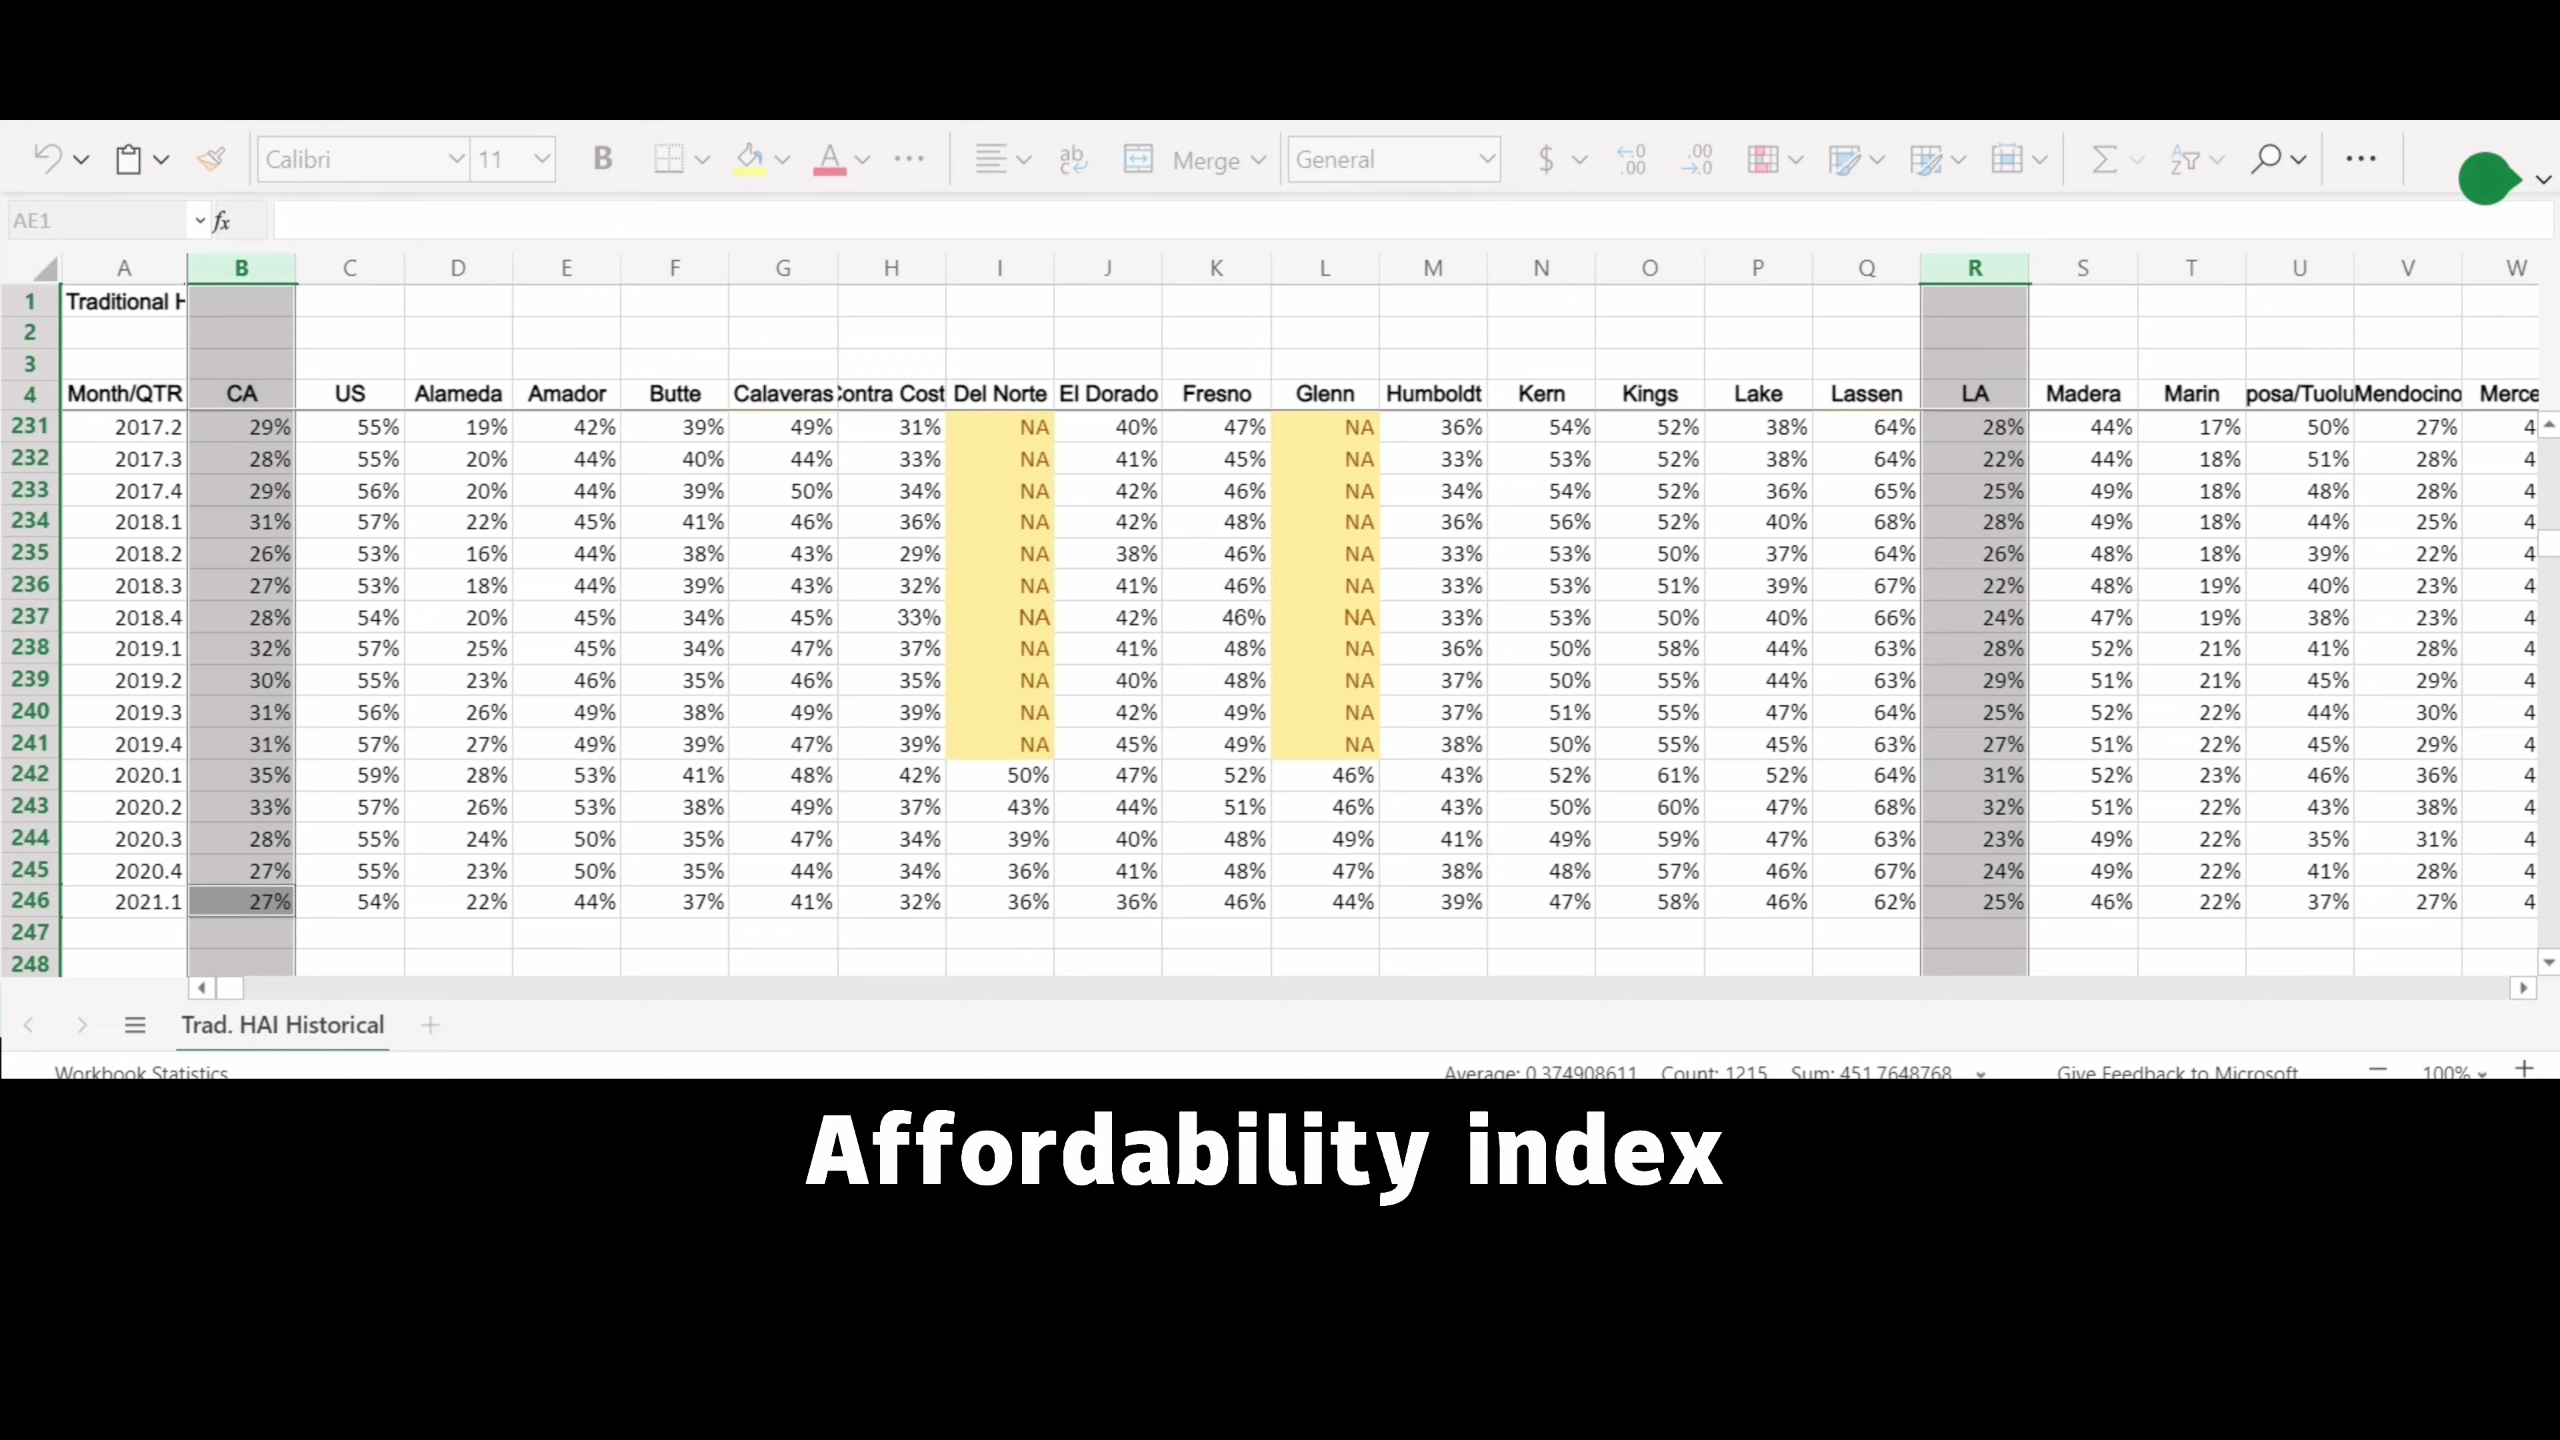 Calibri 11 B A ab c Merge General $ .00 .00 A Z
AE1 fx
A B C D E F G H I J K L M N O P Q R S T U V W
1 Traditional H
2
3
4 Month/QTR CA US Alameda Amador Butte Calaveras Contra Cost Del Norte El Dorado Fresno Glenn Humboldt Kern Kings Lake Lassen LA Madera Marin posa/Tuolu Mendocino Merce
231 2017.2 29% 55% 19% 42% 39% 49% 31% NA 40% 47% NA 36% 54% 52% 38% 64% 28% 44% 17% 50% 27% 4
232 2017.3 28% 55% 20% 44% 40% 44% 33% NA 41% 45% NA 33% 53% 52% 38% 64% 22% 44% 18% 51% 28% 4
233 2017.4 29% 56% 20% 44% 39% 50% 34% NA 42% 46% NA 34% 54% 52% 36% 65% 25% 49% 18% 48% 28% 4
234 2018.1 31% 57% 22% 45% 41% 46% 36% NA 42% 48% NA 36% 56% 52% 40% 68% 28% 49% 18% 44% 25% 4
235 2018.2 26% 53% 16% 44% 38% 43% 29% NA 38% 46% NA 33% 53% 50% 37% 64% 26% 48% 18% 39% 22% 4
236 2018.3 27% 53% 18% 44% 39% 43% 32% NA 41% 46% NA 33% 53% 51% 39% 67% 22% 48% 19% 40% 23% 4
237 2018.4 28% 54% 20% 45% 34% 45% 33% NA 42% 46% NA 33% 53% 50% 40% 66% 24% 47% 19% 38% 23% 4
238 2019.1 32% 57% 25% 45% 34% 47% 37% NA 41% 48% NA 36% 50% 58% 44% 63% 28% 52% 21% 41% 28% 4
239 2019.2 30% 55% 23% 46% 35% 46% 35% NA 40% 48% NA 37% 50% 55% 44% 63% 29% 51% 21% 45% 29% 4
240 2019.3 31% 56% 26% 49% 38% 49% 39% NA 42% 49% NA 37% 51% 55% 47% 64% 25% 52% 22% 44% 30% 4
241 2019.4 31% 57% 27% 49% 39% 47% 39% NA 45% 49% NA 38% 50% 55% 45% 63% 27% 51% 22% 45% 29% 4
242 2020.1 35% 59% 28% 53% 41% 48% 42% 50% 47% 52% 46% 43% 52% 61% 52% 64% 31% 52% 23% 46% 36% 4
243 2020.2 33% 57% 26% 53% 38% 49% 37% 43% 44% 51% 46% 43% 50% 60% 47% 68% 32% 51% 22% 43% 38% 4
244 2020.3 28% 55% 24% 50% 35% 47% 34% 39% 40% 48% 49% 41% 49% 59% 47% 63% 23% 49% 22% 35% 31% 4
245 2020.4 27% 55% 23% 50% 35% 44% 34% 36% 41% 48% 47% 38% 48% 57% 46% 67% 24% 49% 22% 41% 28% 4
246 2021.1 27% 54% 22% 44% 37% 41% 32% 36% 36% 46% 44% 39% 47% 58% 46% 62% 25% 46% 22% 37% 27% 4
247
248
Trad. HAI Historical
Workbook Statistics Average: 0.374908611 Count: 1215 Sum: 451.7648768 Give Feedback to Microsoft 100%
Affordability index